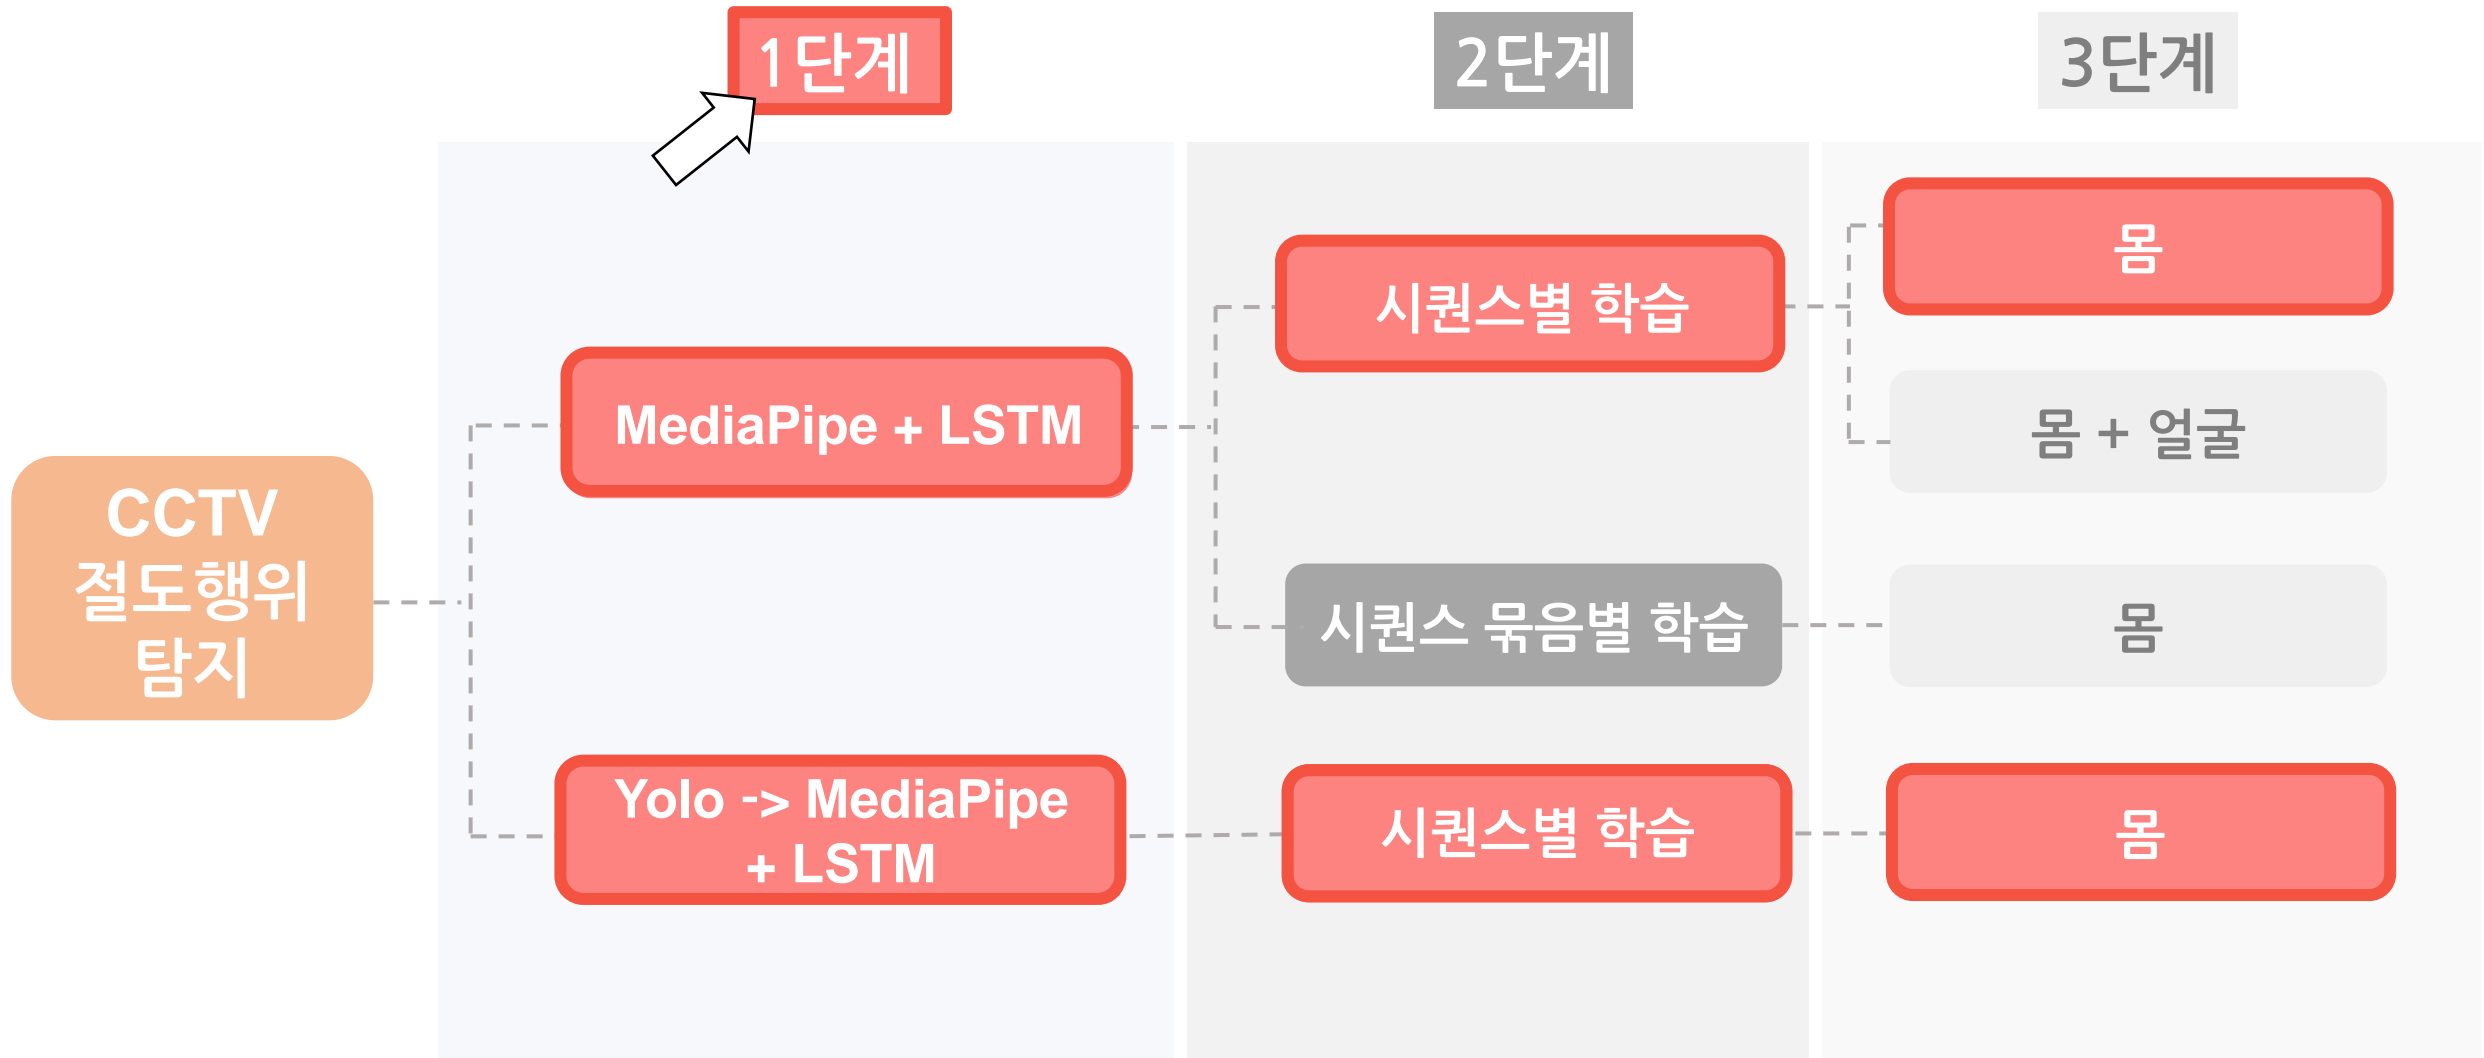 1단계
2단계
3단계
CCTV
절도행위
탐지
MediaPipe + LSTM
Yolo -> MediaPipe
+ LSTM
시퀀스별 학습
시퀀스 묶음별 학습
시퀀스별 학습
몸
몸 + 얼굴
몸
몸